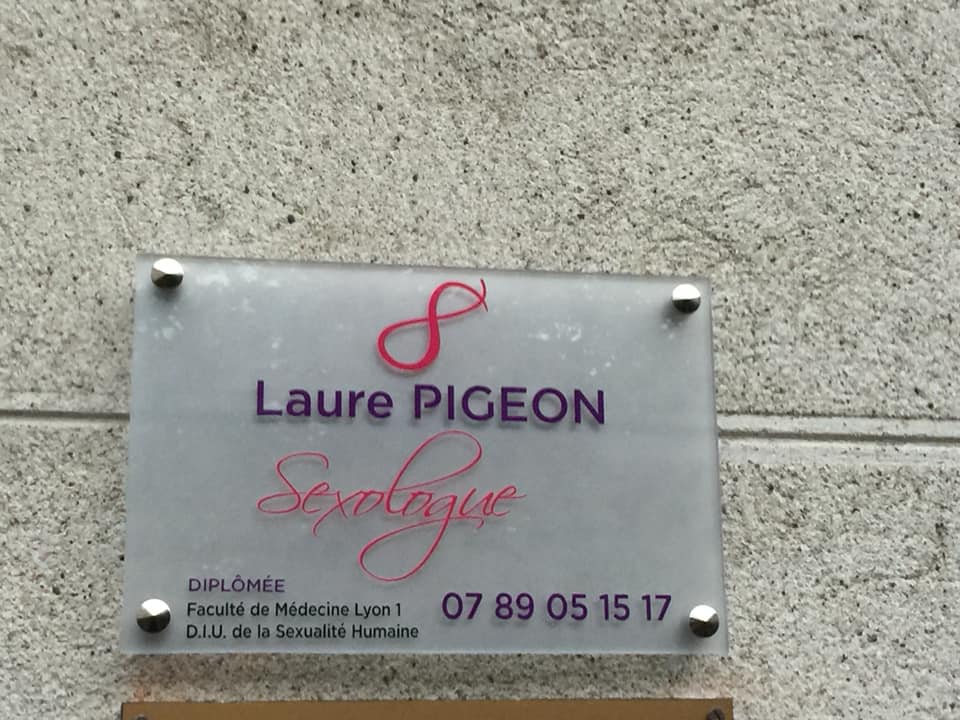 Laure PIGEON
Sexologue
DIPLÔMÉE
Faculté de Médecine Lyon 1
D.I.U. de la Sexualité Humaine
07 89 05 15 17